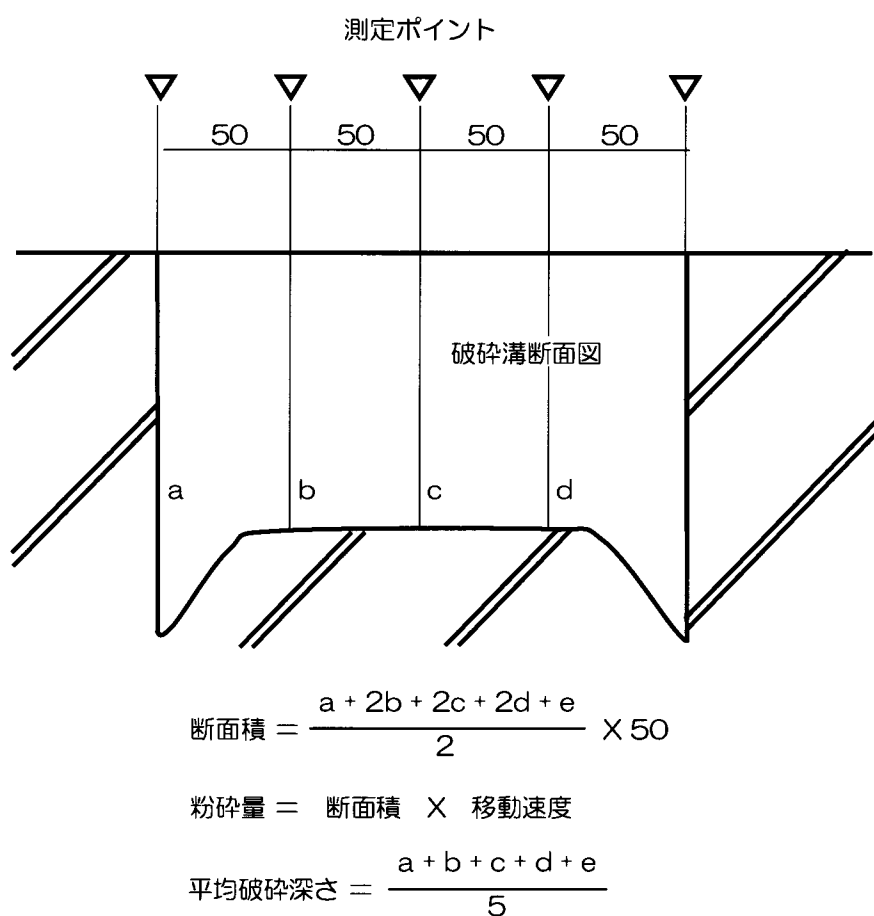 測定ポイント
50 50 50 50
破砕溝断面図
a b c d
断面積 = (a + 2b + 2c + 2d + e) / 2 × 50
粉砕量 = 断面積 × 移動速度
平均破砕深さ = (a + b + c + d + e) / 5